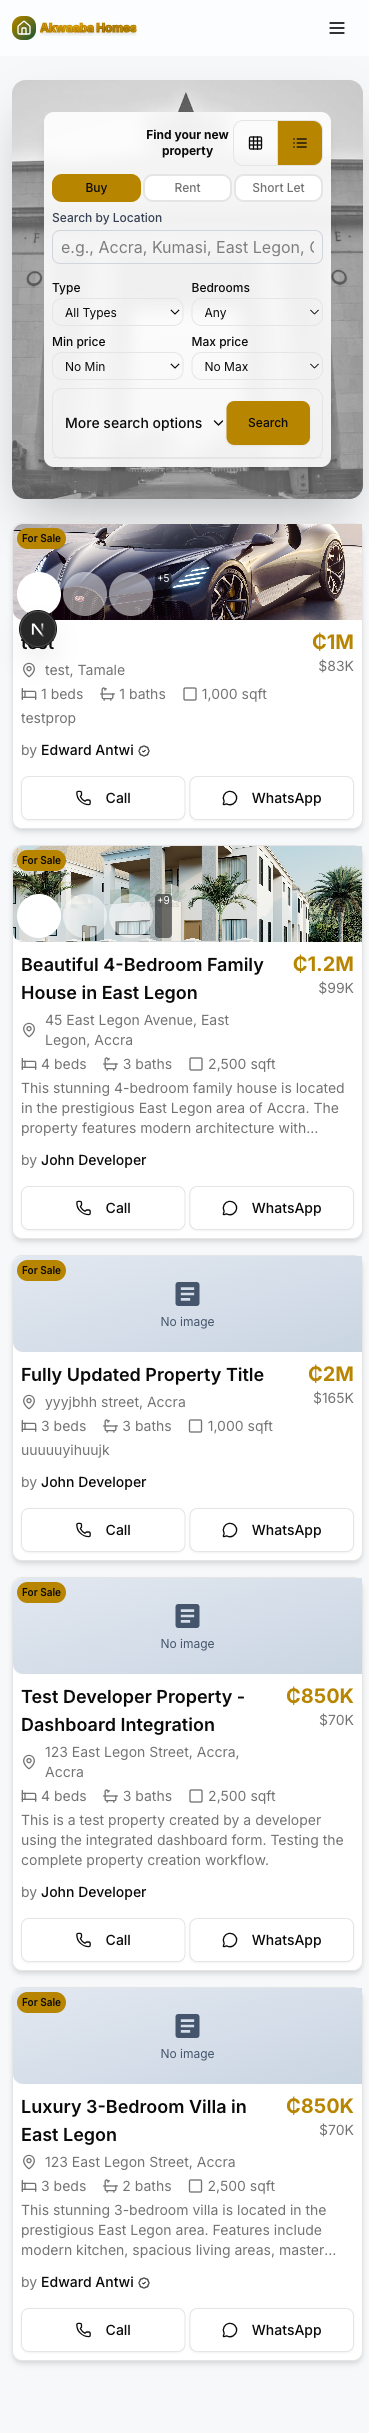 Akwaaba Homes
Find your new
property
Buy
Rent
Short Let
Search by Location
e.g., Accra, Kumasi, East Legon, C
Type
Bedrooms
All Types
Any
Min price
Max price
No Min
No Max
More search options
Search
For Sale
+5
N
test
₵1M
test, Tamale
$83K
1 beds 1 baths 1,000 sqft
testprop
by Edward Antwi
Call
WhatsApp
For Sale
+9
Beautiful 4-Bedroom Family
House in East Legon
₵1.2M
$99K
45 East Legon Avenue, East
Legon, Accra
4 beds 3 baths 2,500 sqft
This stunning 4-bedroom family house is located
in the prestigious East Legon area of Accra. The
property features modern architecture with...
by John Developer
Call
WhatsApp
For Sale
No image
Fully Updated Property Title
₵2M
yyyjbhh street, Accra
$165K
3 beds 3 baths 1,000 sqft
uuuuuyihuujk
by John Developer
Call
WhatsApp
For Sale
No image
Test Developer Property -
Dashboard Integration
₵850K
$70K
123 East Legon Street, Accra,
Accra
4 beds 3 baths 2,500 sqft
This is a test property created by a developer
using the integrated dashboard form. Testing the
complete property creation workflow.
by John Developer
Call
WhatsApp
For Sale
No image
Luxury 3-Bedroom Villa in
East Legon
₵850K
$70K
123 East Legon Street, Accra
3 beds 2 baths 2,500 sqft
This stunning 3-bedroom villa is located in the
prestigious East Legon area. Features include
modern kitchen, spacious living areas, master...
by Edward Antwi
Call
WhatsApp